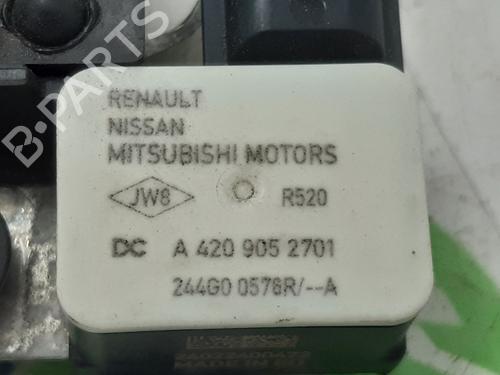 B-PARTS
RENAULT
NISSAN
MITSUBISHI MOTORS
JW8 R520
DC A 420 905 2701
244G0 0578R/--A